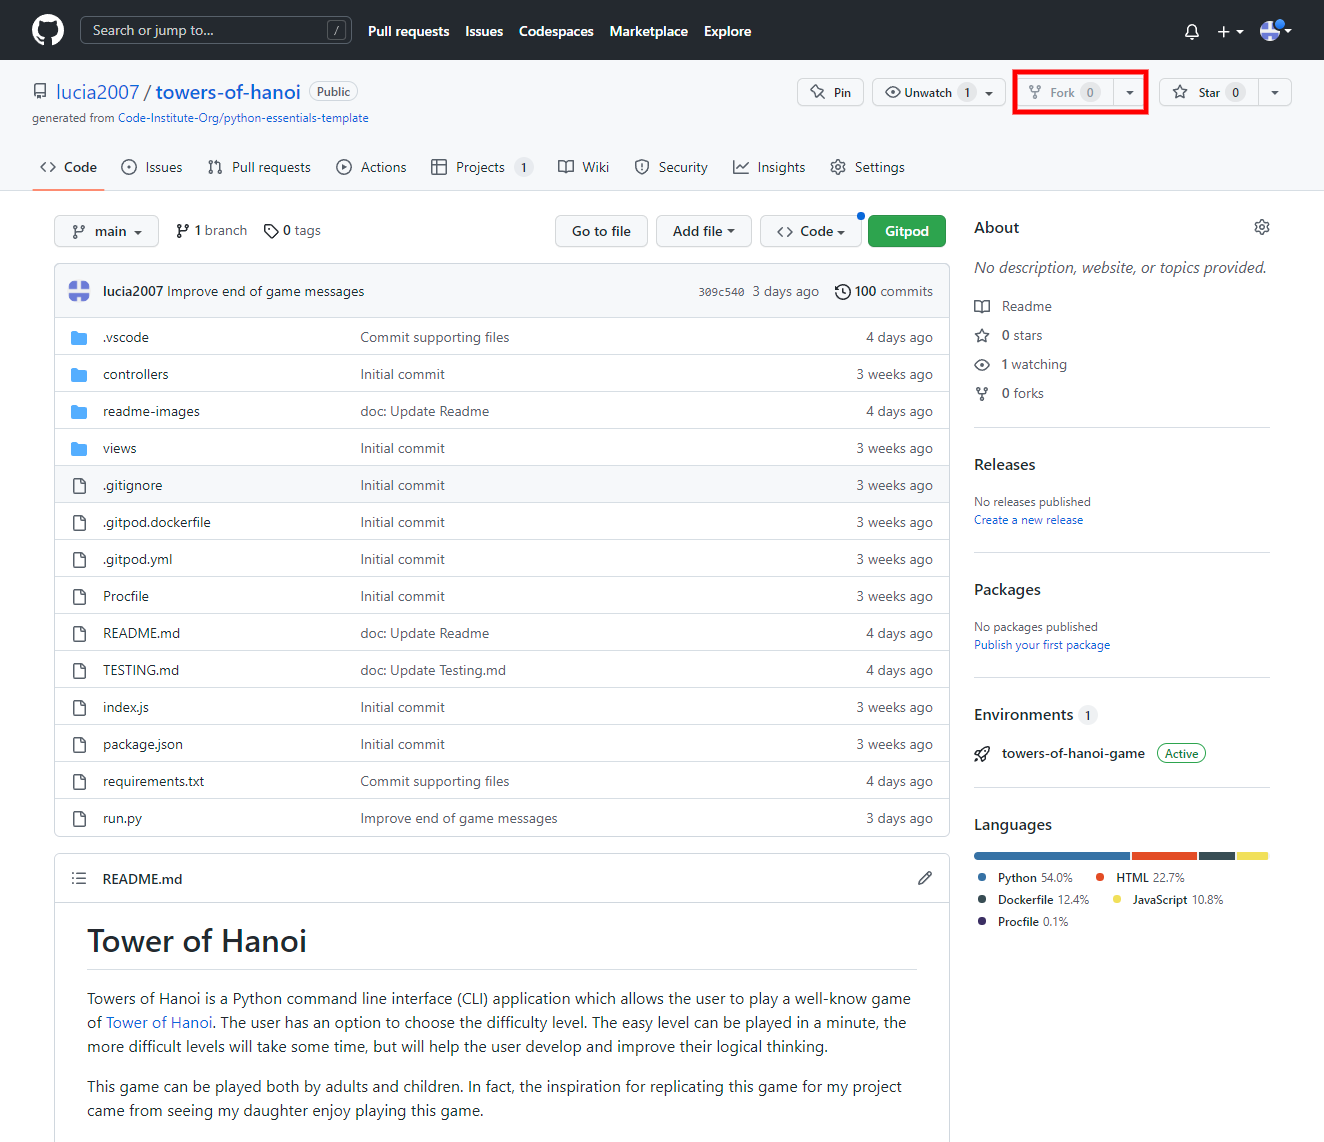 Search or jump to... / Pull requests Issues Codespaces Marketplace Explore
lucia2007 / towers-of-hanoi Public Pin Unwatch 1 Fork 0 Star 0
generated from Code-Institute-Org/python-essentials-template
Code Issues Pull requests Actions Projects 1 Wiki Security Insights Settings
main 1 branch 0 tags Go to file Add file Code Gitpod
lucia2007 Improve end of game messages 309c540 3 days ago 100 commits
.vscode Commit supporting files 4 days ago
controllers Initial commit 3 weeks ago
readme-images doc: Update Readme 4 days ago
views Initial commit 3 weeks ago
.gitignore Initial commit 3 weeks ago
.gitpod.dockerfile Initial commit 3 weeks ago
.gitpod.yml Initial commit 3 weeks ago
Procfile Initial commit 3 weeks ago
README.md doc: Update Readme 4 days ago
TESTING.md doc: Update Testing.md 4 days ago
index.js Initial commit 3 weeks ago
package.json Initial commit 3 weeks ago
requirements.txt Commit supporting files 4 days ago
run.py Improve end of game messages 3 days ago
README.md
Tower of Hanoi
Towers of Hanoi is a Python command line interface (CLI) application which allows the user to play a well-know game
of Tower of Hanoi. The user has an option to choose the difficulty level. The easy level can be played in a minute, the
more difficult levels will take some time, but will help the user develop and improve their logical thinking.
This game can be played both by adults and children. In fact, the inspiration for replicating this game for my project
came from seeing my daughter enjoy playing this game.
About
No description, website, or topics provided.
Readme
0 stars
1 watching
0 forks
Releases
No releases published
Create a new release
Packages
No packages published
Publish your first package
Environments 1
towers-of-hanoi-game Active
Languages
Python 54.0% HTML 22.7%
Dockerfile 12.4% JavaScript 10.8%
Procfile 0.1%